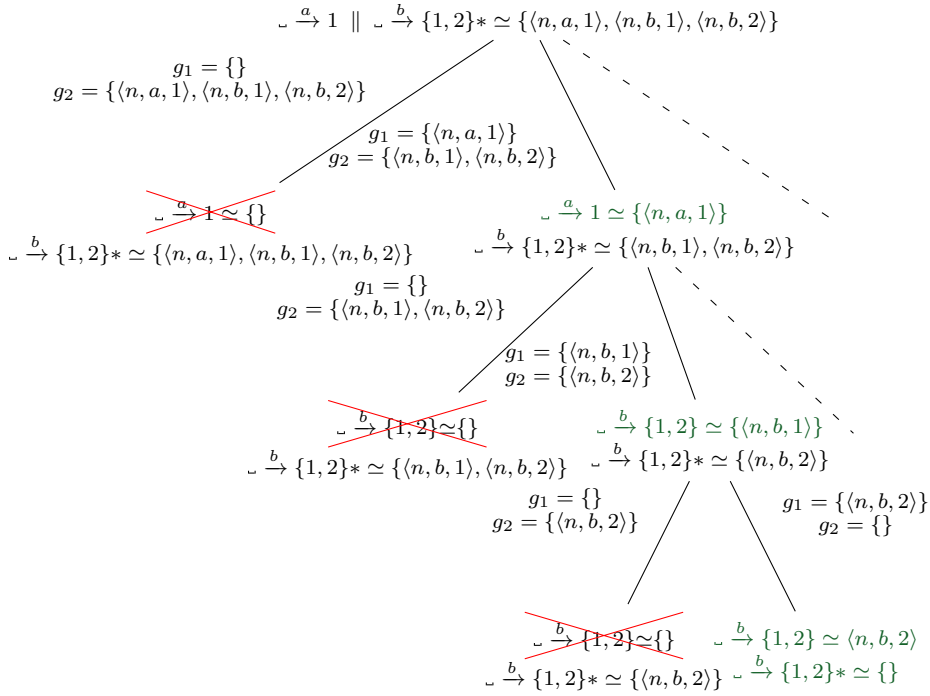 ␣ →ᵃ 1 ∥ ␣ →ᵇ {1, 2}∗ ≃ {⟨n, a, 1⟩, ⟨n, b, 1⟩, ⟨n, b, 2⟩}
g₁ = {}
g₂ = {⟨n, a, 1⟩, ⟨n, b, 1⟩, ⟨n, b, 2⟩}
g₁ = {⟨n, a, 1⟩}
g₂ = {⟨n, b, 1⟩, ⟨n, b, 2⟩}
␣ →ᵃ 1 ≃ {}
␣ →ᵇ {1, 2}∗ ≃ {⟨n, a, 1⟩, ⟨n, b, 1⟩, ⟨n, b, 2⟩}
␣ →ᵃ 1 ≃ {⟨n, a, 1⟩}
␣ →ᵇ {1, 2}∗ ≃ {⟨n, b, 1⟩, ⟨n, b, 2⟩}
g₁ = {}
g₂ = {⟨n, b, 1⟩, ⟨n, b, 2⟩}
g₁ = {⟨n, b, 1⟩}
g₂ = {⟨n, b, 2⟩}
␣ →ᵇ {1, 2} ≃ {}
␣ →ᵇ {1, 2}∗ ≃ {⟨n, b, 1⟩, ⟨n, b, 2⟩}
␣ →ᵇ {1, 2} ≃ {⟨n, b, 1⟩}
␣ →ᵇ {1, 2}∗ ≃ {⟨n, b, 2⟩}
g₁ = {}
g₂ = {⟨n, b, 2⟩}
g₁ = {⟨n, b, 2⟩}
g₂ = {}
␣ →ᵇ {1, 2} ≃ {}
␣ →ᵇ {1, 2}∗ ≃ {⟨n, b, 2⟩}
␣ →ᵇ {1, 2} ≃ ⟨n, b, 2⟩
␣ →ᵇ {1, 2}∗ ≃ {}